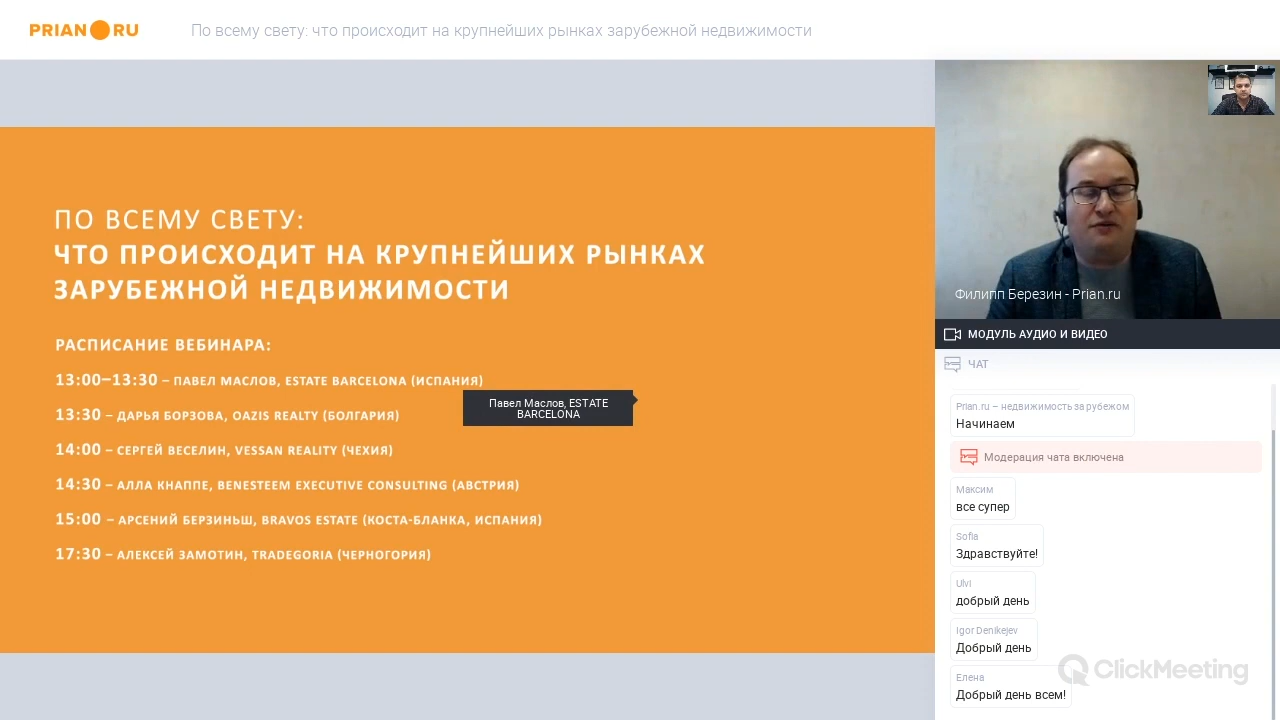 PRIAN RU
По всему свету: что происходит на крупнейших рынках зарубежной недвижимости
ПО ВСЕМУ СВЕТУ:
ЧТО ПРОИСХОДИТ НА КРУПНЕЙШИХ РЫНКАХ
ЗАРУБЕЖНОЙ НЕДВИЖИМОСТИ
РАСПИСАНИЕ ВЕБИНАРА:
13:00–13:30 – ПАВЕЛ МАСЛОВ, ESTATE BARCELONA (ИСПАНИЯ)
13:30 – ДАРЬЯ БОРЗОВА, OAZIS REALTY (БОЛГАРИЯ)
14:00 – СЕРГЕЙ ВЕСЕЛИН, VESSAN REALITY (ЧЕХИЯ)
14:30 – АЛЛА КНАППЕ, BENESTEEM EXECUTIVE CONSULTING (АВСТРИЯ)
15:00 – АРСЕНИЙ БЕРЗИНЬШ, BRAVOS ESTATE (КОСТА-БЛАНКА, ИСПАНИЯ)
17:30 – АЛЕКСЕЙ ЗАМОТИН, TRADEGORIA (ЧЕРНОГОРИЯ)
Павел Маслов, ESTATE
BARCELONA
Филипп Березин - Prian.ru
МОДУЛЬ АУДИО И ВИДЕО
ЧАТ
Prian.ru – недвижимость за рубежом
Начинаем
Модерация чата включена
Максим
все супер
Sofia
Здравствуйте!
Ulvi
добрый день
Igor Denikejev
Добрый день
Елена
Добрый день всем!
ClickMeeting